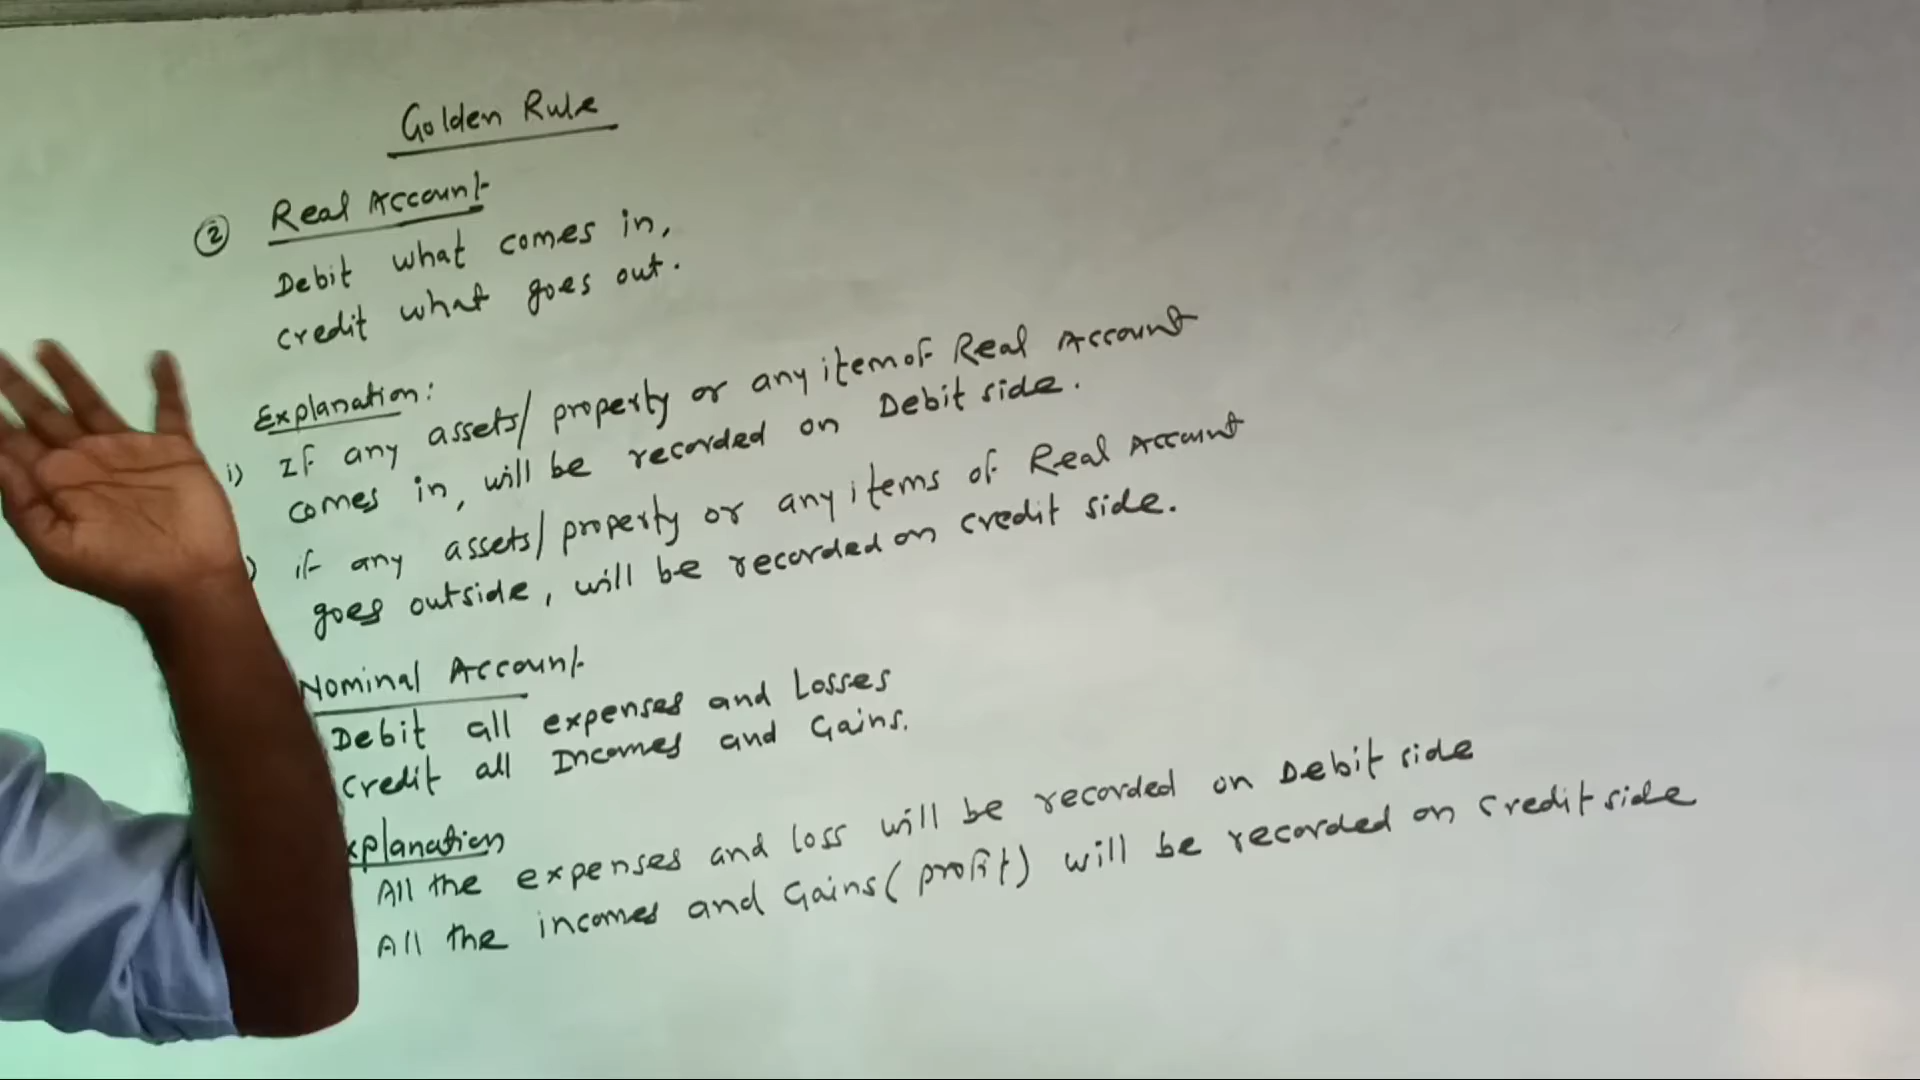 Golden Rule
② Real Account
Debit what comes in,
credit what goes out.
Explanation:
i) If any assets/ property or any item of Real Account
comes in, will be recorded on Debit side.
) if any assets/ property or any items of Real Account
goes outside, will be recorded on credit side.
Nominal Account
Debit all expenses and Losses
Credit all Incomes and Gains.
xplanation
All the expenses and loss will be recorded on Debit side
All the incomes and Gains (profit) will be recorded on credit side